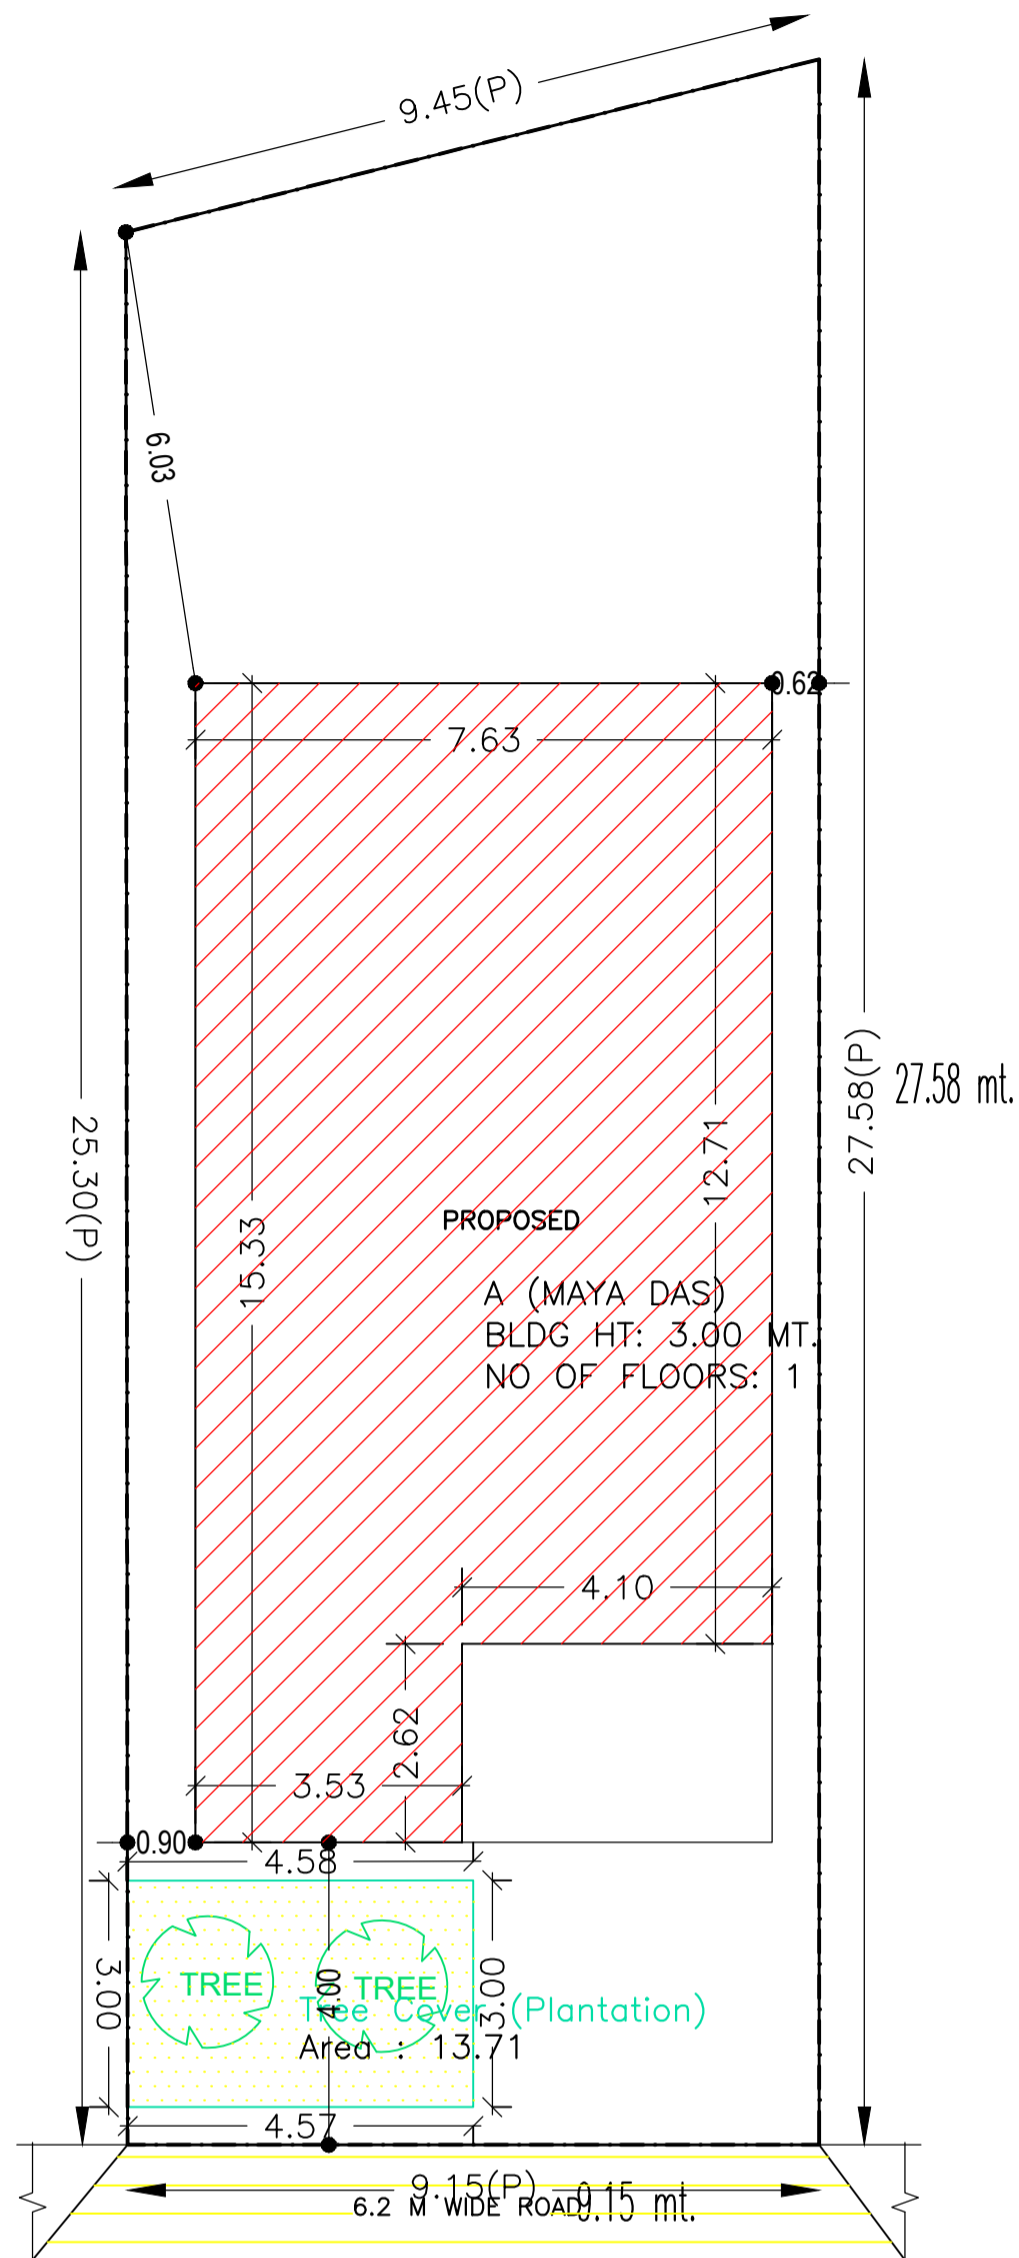 9.45(P)
6.03
0.62
7.63
25.30(P)
27.58(P)
27.58 mt.
12.71
15.33
PROPOSED
A (MAYA DAS)
BLDG HT: 3.00 MT.
NO OF FLOORS: 1
4.10
2.62
3.53
0.90
4.58
3.00
TREE
4.00
TREE
3.00
Tree Cover (Plantation)
Area : 13.71
4.57
9.15(P)
9.15 mt.
6.2 M WIDE ROAD